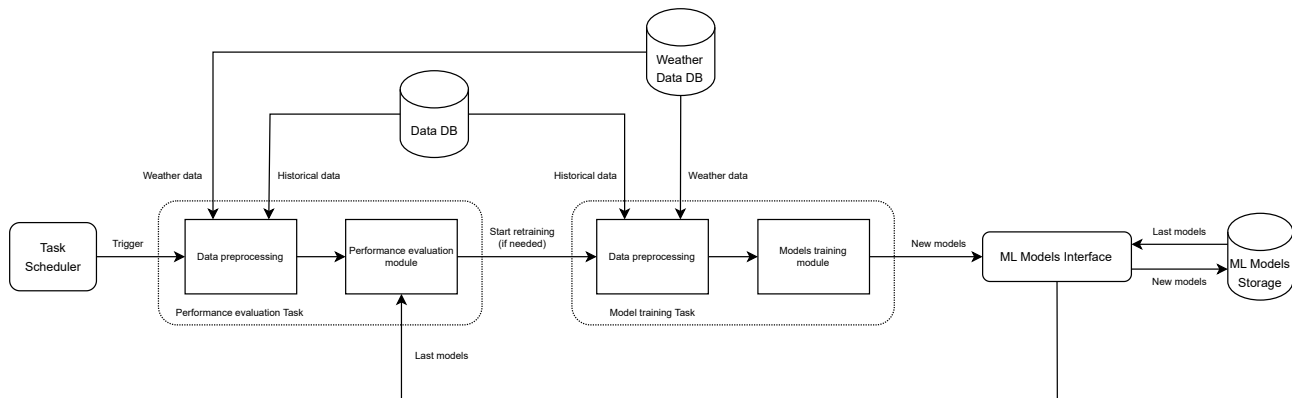 Weather
Data DB
Data DB
Weather data
Historical data
Historical data
Weather data
Task
Scheduler
Trigger
Data preprocessing
Performance evaluation
module
Start retraining
(if needed)
Data preprocessing
Models training
module
New models
ML Models Interface
Last models
New models
ML Models
Storage
Performance evaluation Task
Model training Task
Last models